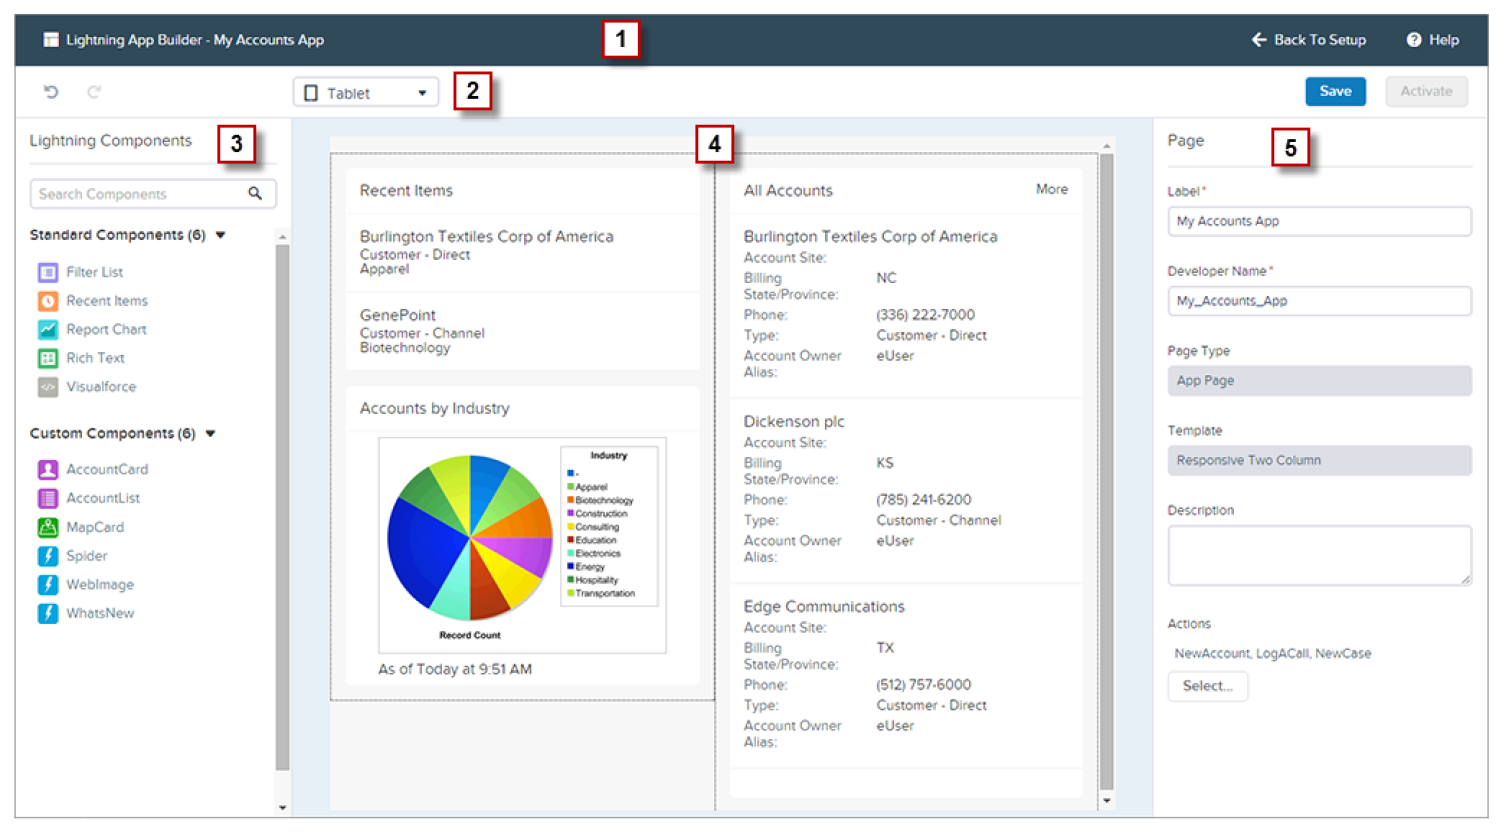 Lightning App Builder - My Accounts App
1
Back To Setup
Help
Tablet
2
Save
Activate
Lightning Components
3
Search Components
Standard Components (6)
Filter List
Recent Items
Report Chart
Rich Text
Visualforce
Custom Components (6)
AccountCard
AccountList
MapCard
Spider
WebImage
WhatsNew
4
Recent Items
Burlington Textiles Corp of America
Customer - Direct
Apparel
GenePoint
Customer - Channel
Biotechnology
Accounts by Industry
Industry
-
Apparel
Biotechnology
Construction
Consulting
Education
Electronics
Energy
Hospitality
Transportation
Record Count
As of Today at 9:51 AM
All Accounts
More
Burlington Textiles Corp of America
Account Site:
Billing State/Province: NC
Phone: (336) 222-7000
Type: Customer - Direct
Account Owner Alias: eUser
Dickenson plc
Account Site:
Billing State/Province: KS
Phone: (785) 241-6200
Type: Customer - Channel
Account Owner Alias: eUser
Edge Communications
Account Site:
Billing State/Province: TX
Phone: (512) 757-6000
Type: Customer - Direct
Account Owner Alias: eUser
Page
5
Label*
My Accounts App
Developer Name*
My_Accounts_App
Page Type
App Page
Template
Responsive Two Column
Description
Actions
NewAccount, LogACall, NewCase
Select...